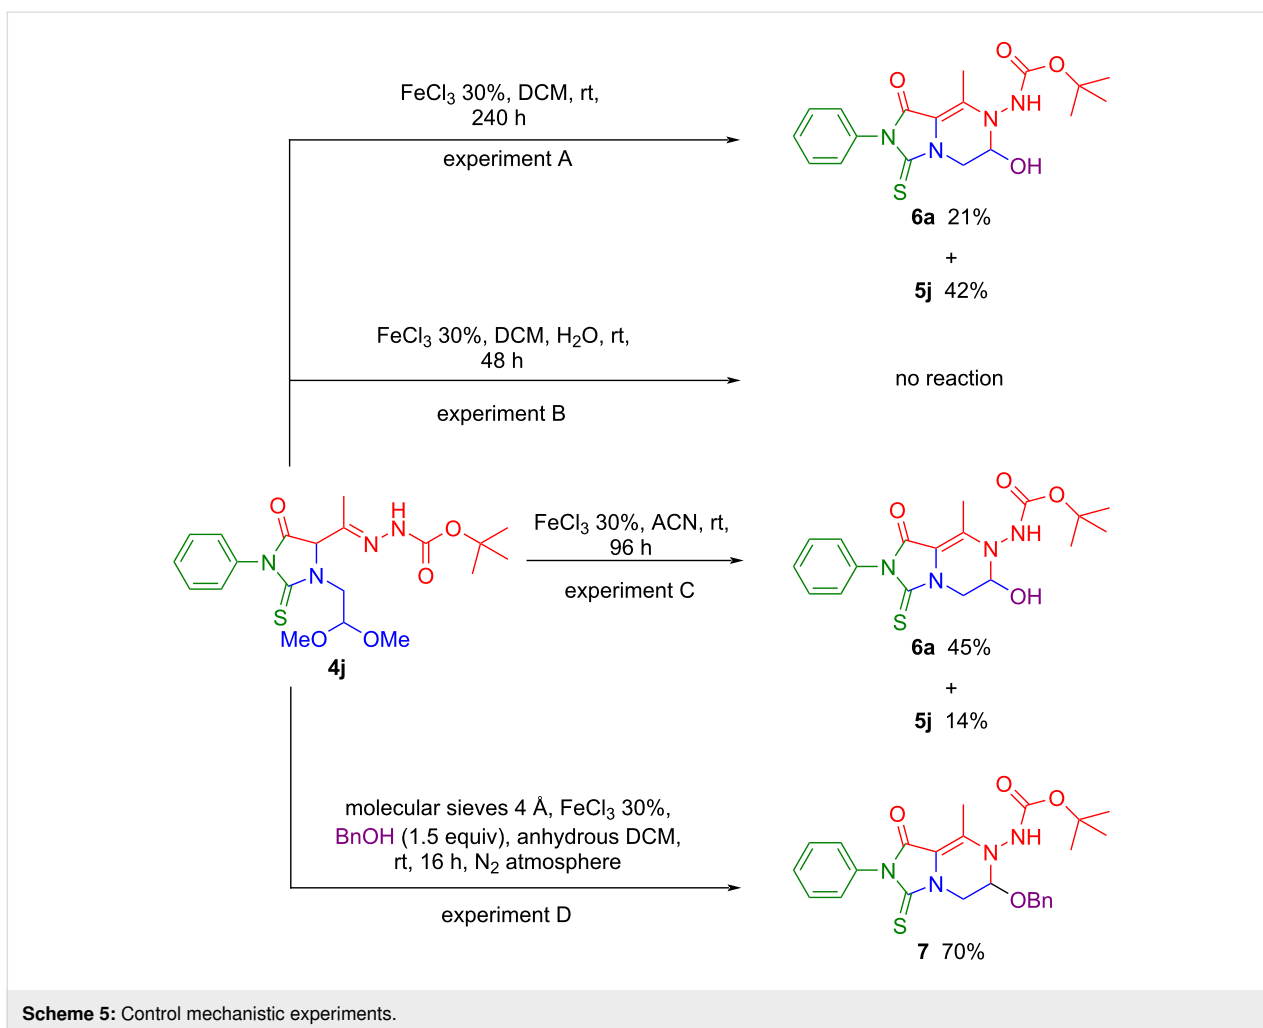 FeCl3 30%, DCM, rt,
240 h
experiment A
O
O
O
NH
N
N
N
OH
S
6a 21%
+
5j 42%
FeCl3 30%, DCM, H2O, rt,
48 h
experiment B
no reaction
O
H
N
N
O
O
N
N
S
MeO
OMe
4j
FeCl3 30%, ACN, rt,
96 h
experiment C
O
O
O
NH
N
N
N
OH
S
6a 45%
+
5j 14%
molecular sieves 4 Å, FeCl3 30%,
BnOH (1.5 equiv), anhydrous DCM,
rt, 16 h, N2 atmosphere
experiment D
O
O
O
NH
N
N
N
OBn
S
7 70%
Scheme 5: Control mechanistic experiments.